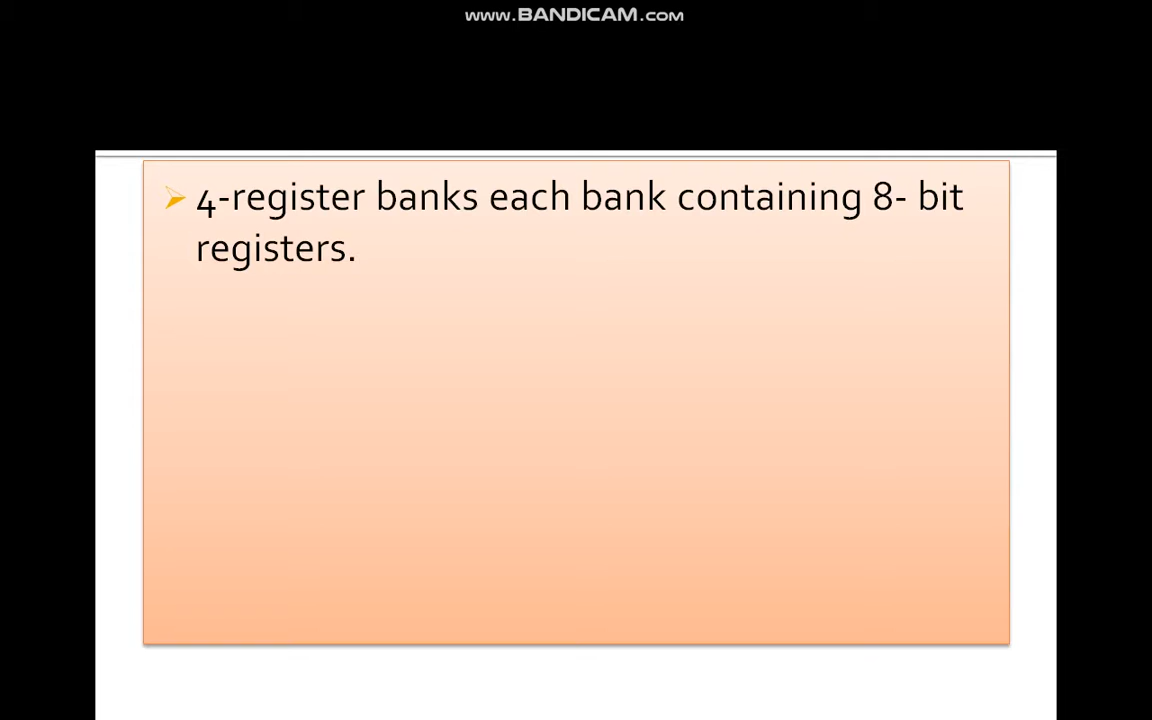 www.BANDICAM.com
4-register banks each bank containing 8- bit
registers.